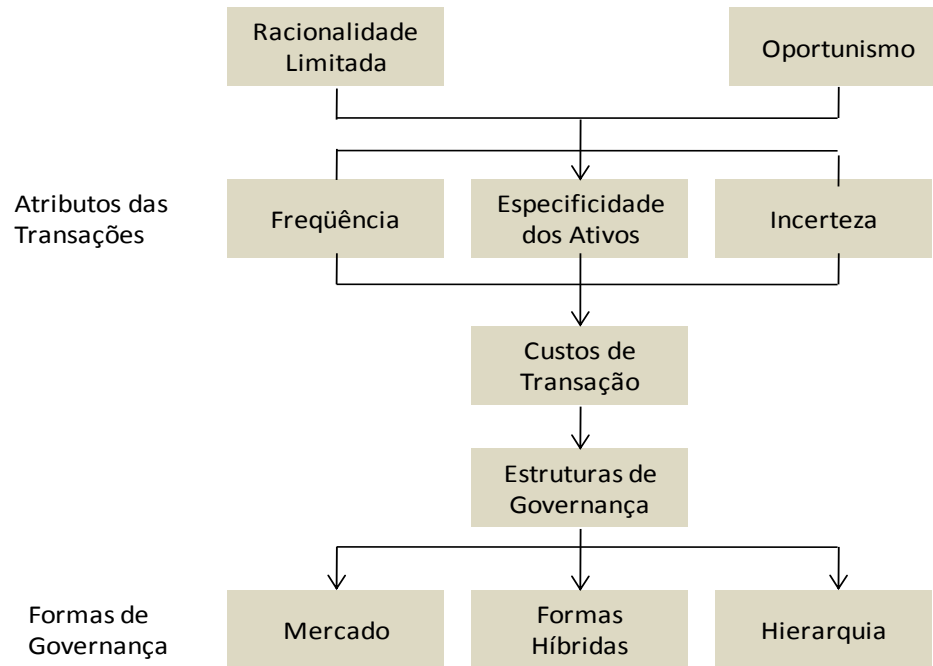 Racionalidade
Limitada
Oportunismo
Atributos das
Transações
Freqüência
Especificidade
dos Ativos
Incerteza
Custos de
Transação
Estruturas de
Governança
Formas de
Governança
Mercado
Formas
Híbridas
Hierarquia